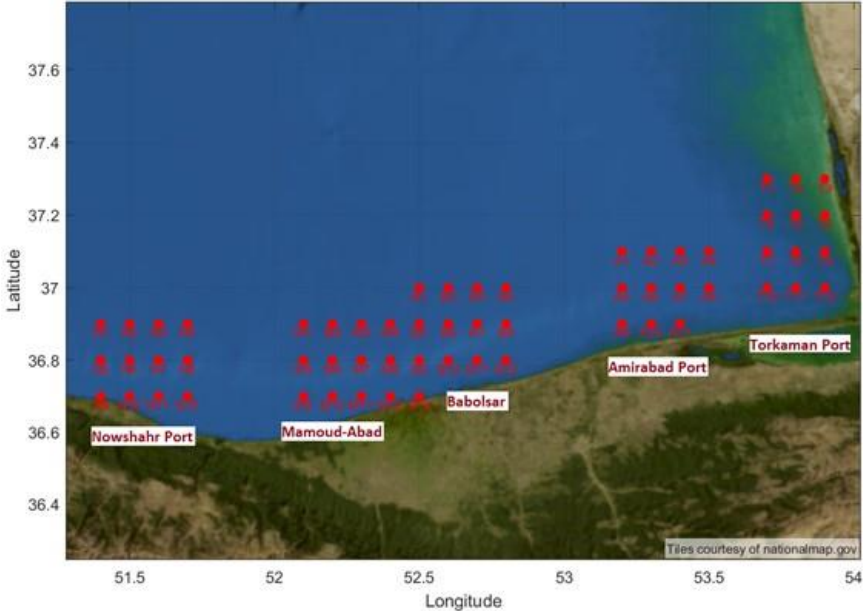 37.6
37.4
37.2
37
36.8
36.6
36.4
Latitude
Nowshahr Port
Mamoud-Abad
Babolsar
Amirabad Port
Torkaman Port
Tiles courtesy of nationalmap.gov
51.5
52
52.5
53
53.5
54
Longitude